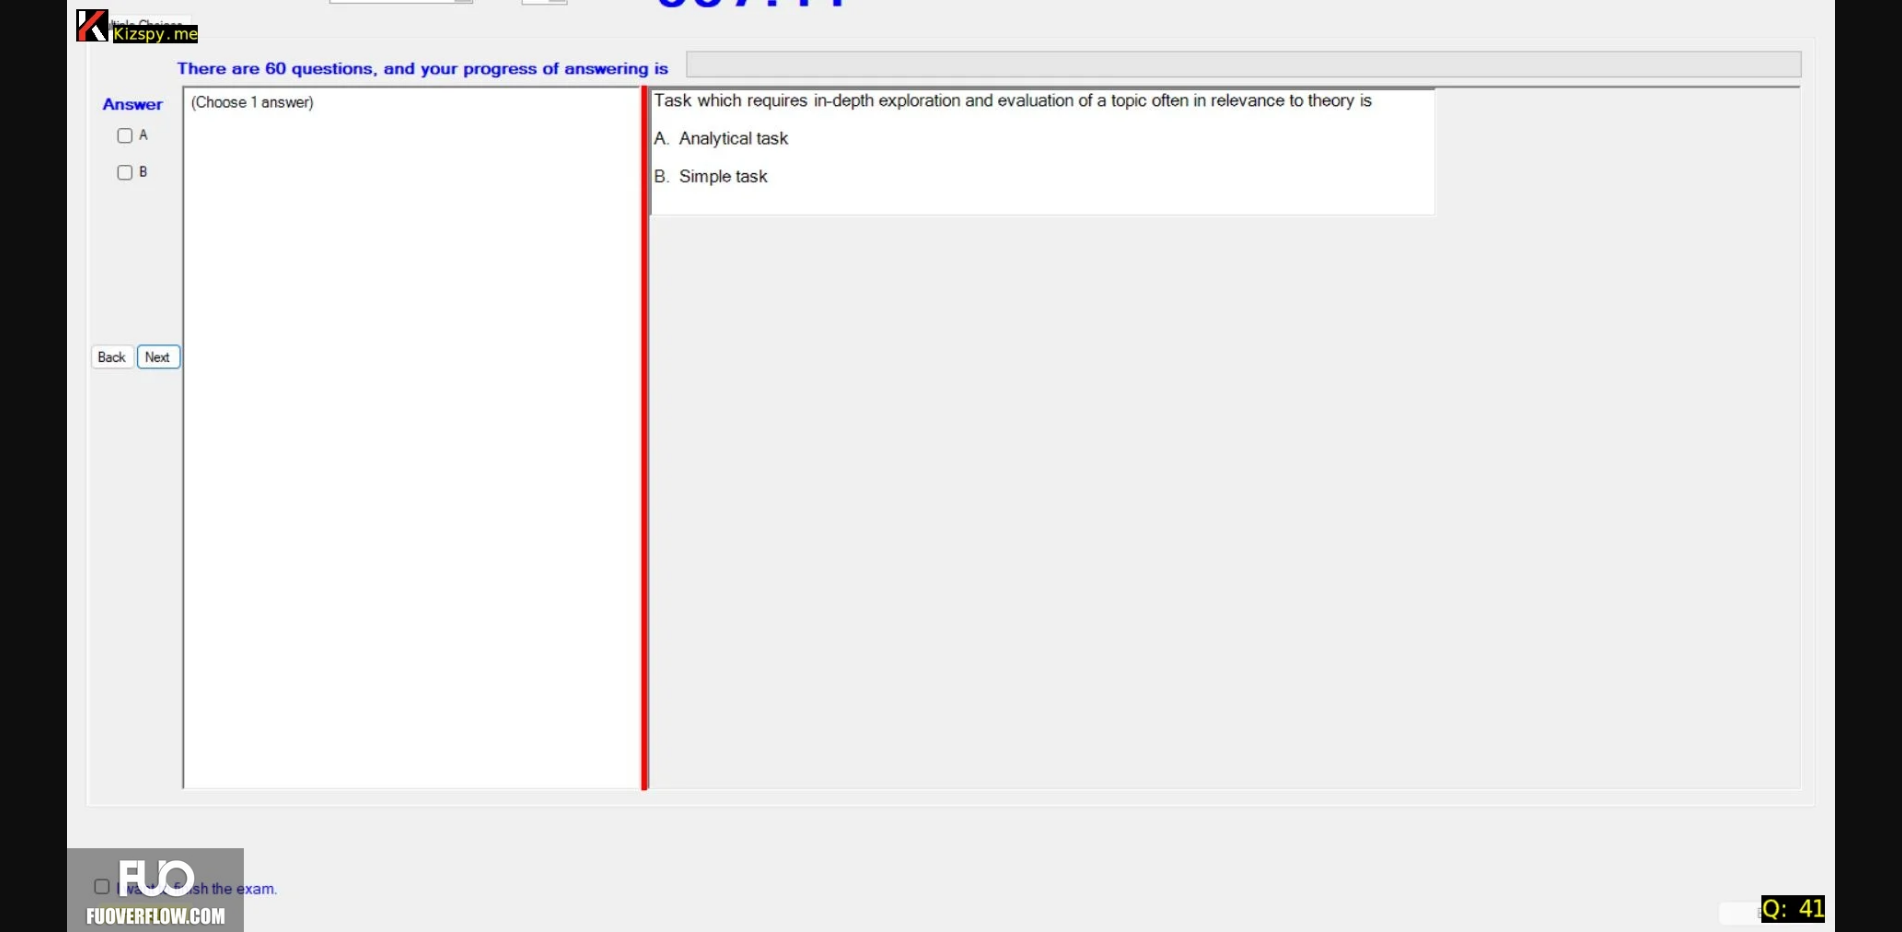 Kizspy.me
There are 60 questions, and your progress of answering is
Answer
(Choose 1 answer)
A
B
Back
Next
Task which requires in-depth exploration and evaluation of a topic often in relevance to theory is
A. Analytical task
B. Simple task
FUO
the exam.
FUOVERFLOW.COM
Q: 41